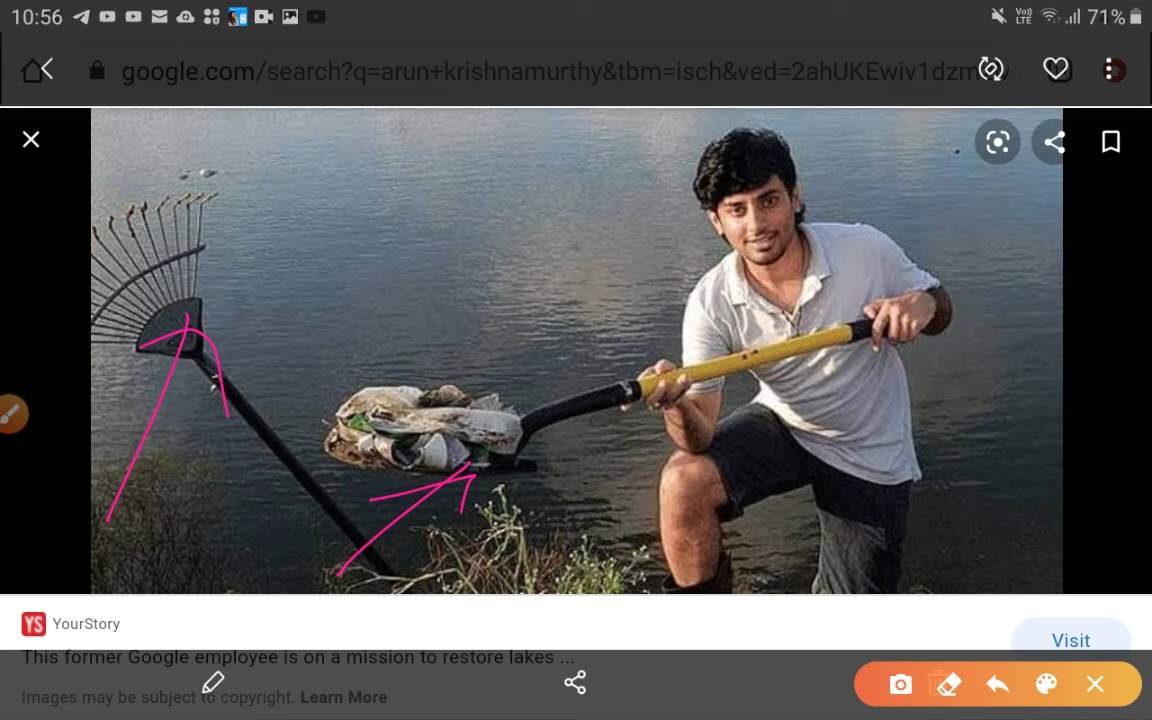 10:56 71%
google.com/search?q=arun+krishnamurthy&tbm=isch&ved=2ahUKEwiv1dzm
YS YourStory
Visit
This former Google employee is on a mission to restore lakes ...
Images may be subject to copyright. Learn More